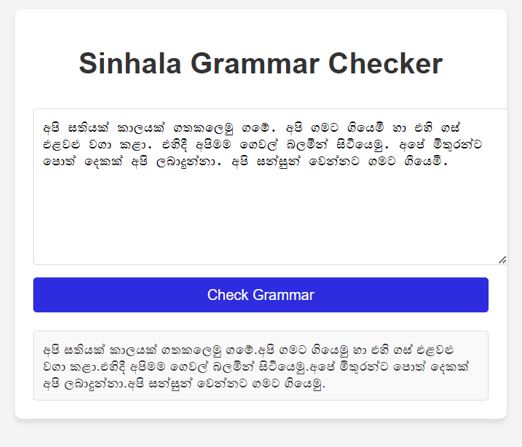 Sinhala Grammar Checker
අපි සතියක් කාලයක් ගතකලෙමු ගමේ. අපි ගමට ගියෙමි හා එහි ගස්
එළවළු වගා කළා. එහිදී අපිමම ගෙවල් බලමින් සිටියෙමු. අපේ මිතුරන්ට
පොත් දෙකක් අපි ලබාදුන්නා. අපි සන්සුන් වෙන්නට ගමට ගියෙමි.
Check Grammar
අපි සතියක් කාලයක් ගතකලෙමු ගමේ.අපි ගමට ගියෙමු හා එහි ගස් එළවළු
වගා කළා.එහිදී අපිමම ගෙවල් බලමින් සිටියෙමු.අපේ මිතුරන්ට පොත් දෙකක්
අපි ලබාදුන්නා.අපි සන්සුන් වෙන්නට ගමට ගියෙමු.